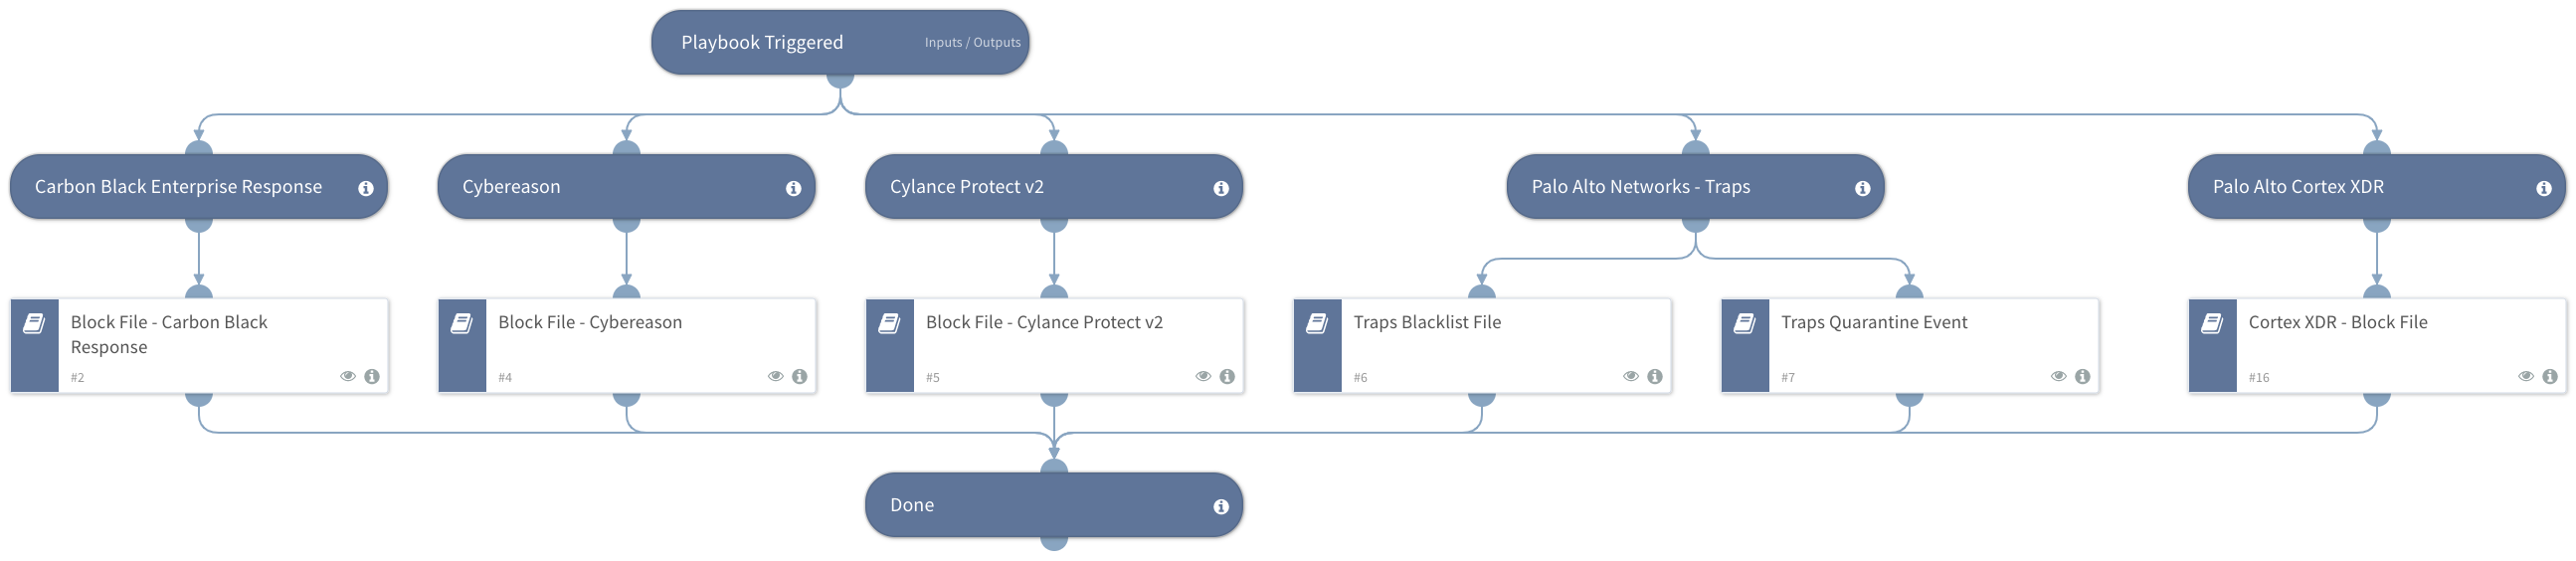 Playbook Triggered
Inputs / Outputs
Carbon Black Enterprise Response
Cybereason
Cylance Protect v2
Palo Alto Networks - Traps
Palo Alto Cortex XDR
Block File - Carbon Black
Response
#2
Block File - Cybereason
#4
Block File - Cylance Protect v2
#5
Traps Blacklist File
#6
Traps Quarantine Event
#7
Cortex XDR - Block File
#16
Done